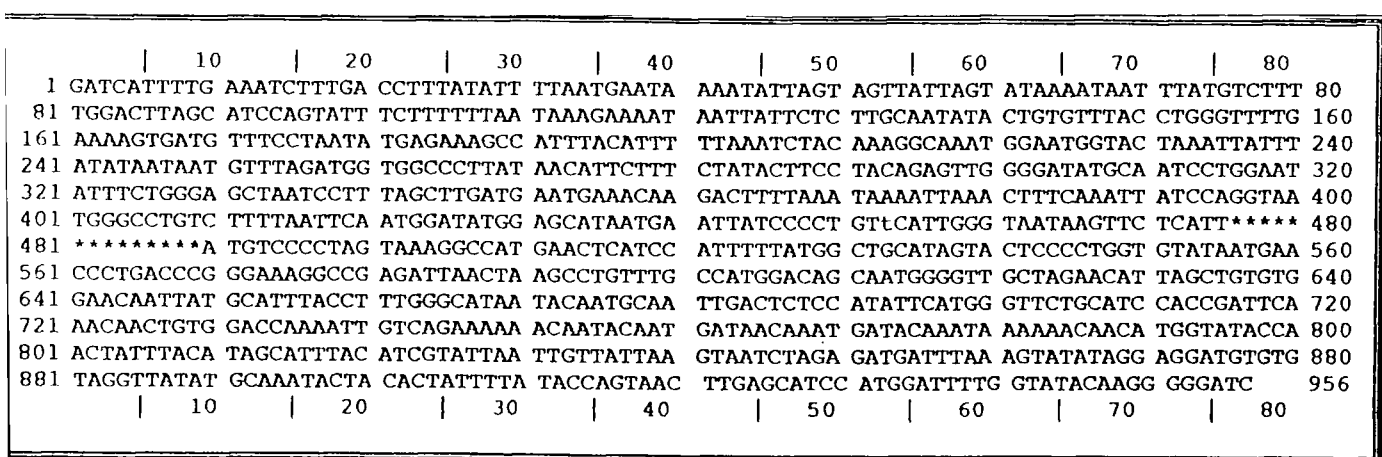 | 10 | 20 | 30 | 40 | 50 | 60 | 70 | 80
1 GATCATTTTG AAATCTTTGA CCTTTATATT TTAATGAATA AAATATTAGT AGTTATTAGT ATAAAATAAT TTATGTCTTT 80
81 TGGACTTAGC ATCCAGTATT TCTTTTTTAA TAAAGAAAAT AATTATTCTC TTGCAATATA CTGTGTTTAC CTGGGTTTTG 160
161 AAAAGTGATG TTTCCTAATA TGAGAAAGCC ATTTACATTT TTAAATCTAC AAAGGCAAAT GGAATGGTAC TAAATTATTT 240
241 ATATAATAAT GTTTAGATGG TGGCCCTTAT AACATTCTTT CTATACTTCC TACAGAGTTG GGGATATGCA ATCCTGGAAT 320
321 ATTTCTGGGA GCTAATCCTT TAGCTTGATG AATGAAACAA GACTTTTAAA TAAAATTAAA CTTTCAAATT ATCCAGGTAA 400
401 TGGGCCTGTC TTTTAATTCA ATGGATATGG AGCATAATGA ATTATCCCCT GTtCATTGGG TAATAAGTTC TCATT***** 480
481 *********A TGTCCCCTAG TAAAGGCCAT GAACTCATCC ATTTTTATGG CTGCATAGTA CTCCCCTGGT GTATAATGAA 560
561 CCCTGACCCG GGAAAGGCCG AGATTAACTA AGCCTGTTTG CCATGGACAG CAATGGGGTT GCTAGAACAT TAGCTGTGTG 640
641 GAACAATTAT GCATTTACCT TTGGGCATAA TACAATGCAA TTGACTCTCC ATATTCATGG GTTCTGCATC CACCGATTCA 720
721 AACAACTGTG GACCAAAATT GTCAGAAAAA ACAATACAAT GATAACAAAT GATACAAATA AAAAACAACA TGGTATACCA 800
801 ACTATTTACA TAGCATTTAC ATCGTATTAA TTGTTATTAA GTAATCTAGA GATGATTTAA AGTATATAGG AGGATGTGTG 880
881 TAGGTTATAT GCAAATACTA CACTATTTTA TACCAGTAAC TTGAGCATCC ATGGATTTTG GTATACAAGG GGGATC 956
| 10 | 20 | 30 | 40 | 50 | 60 | 70 | 80